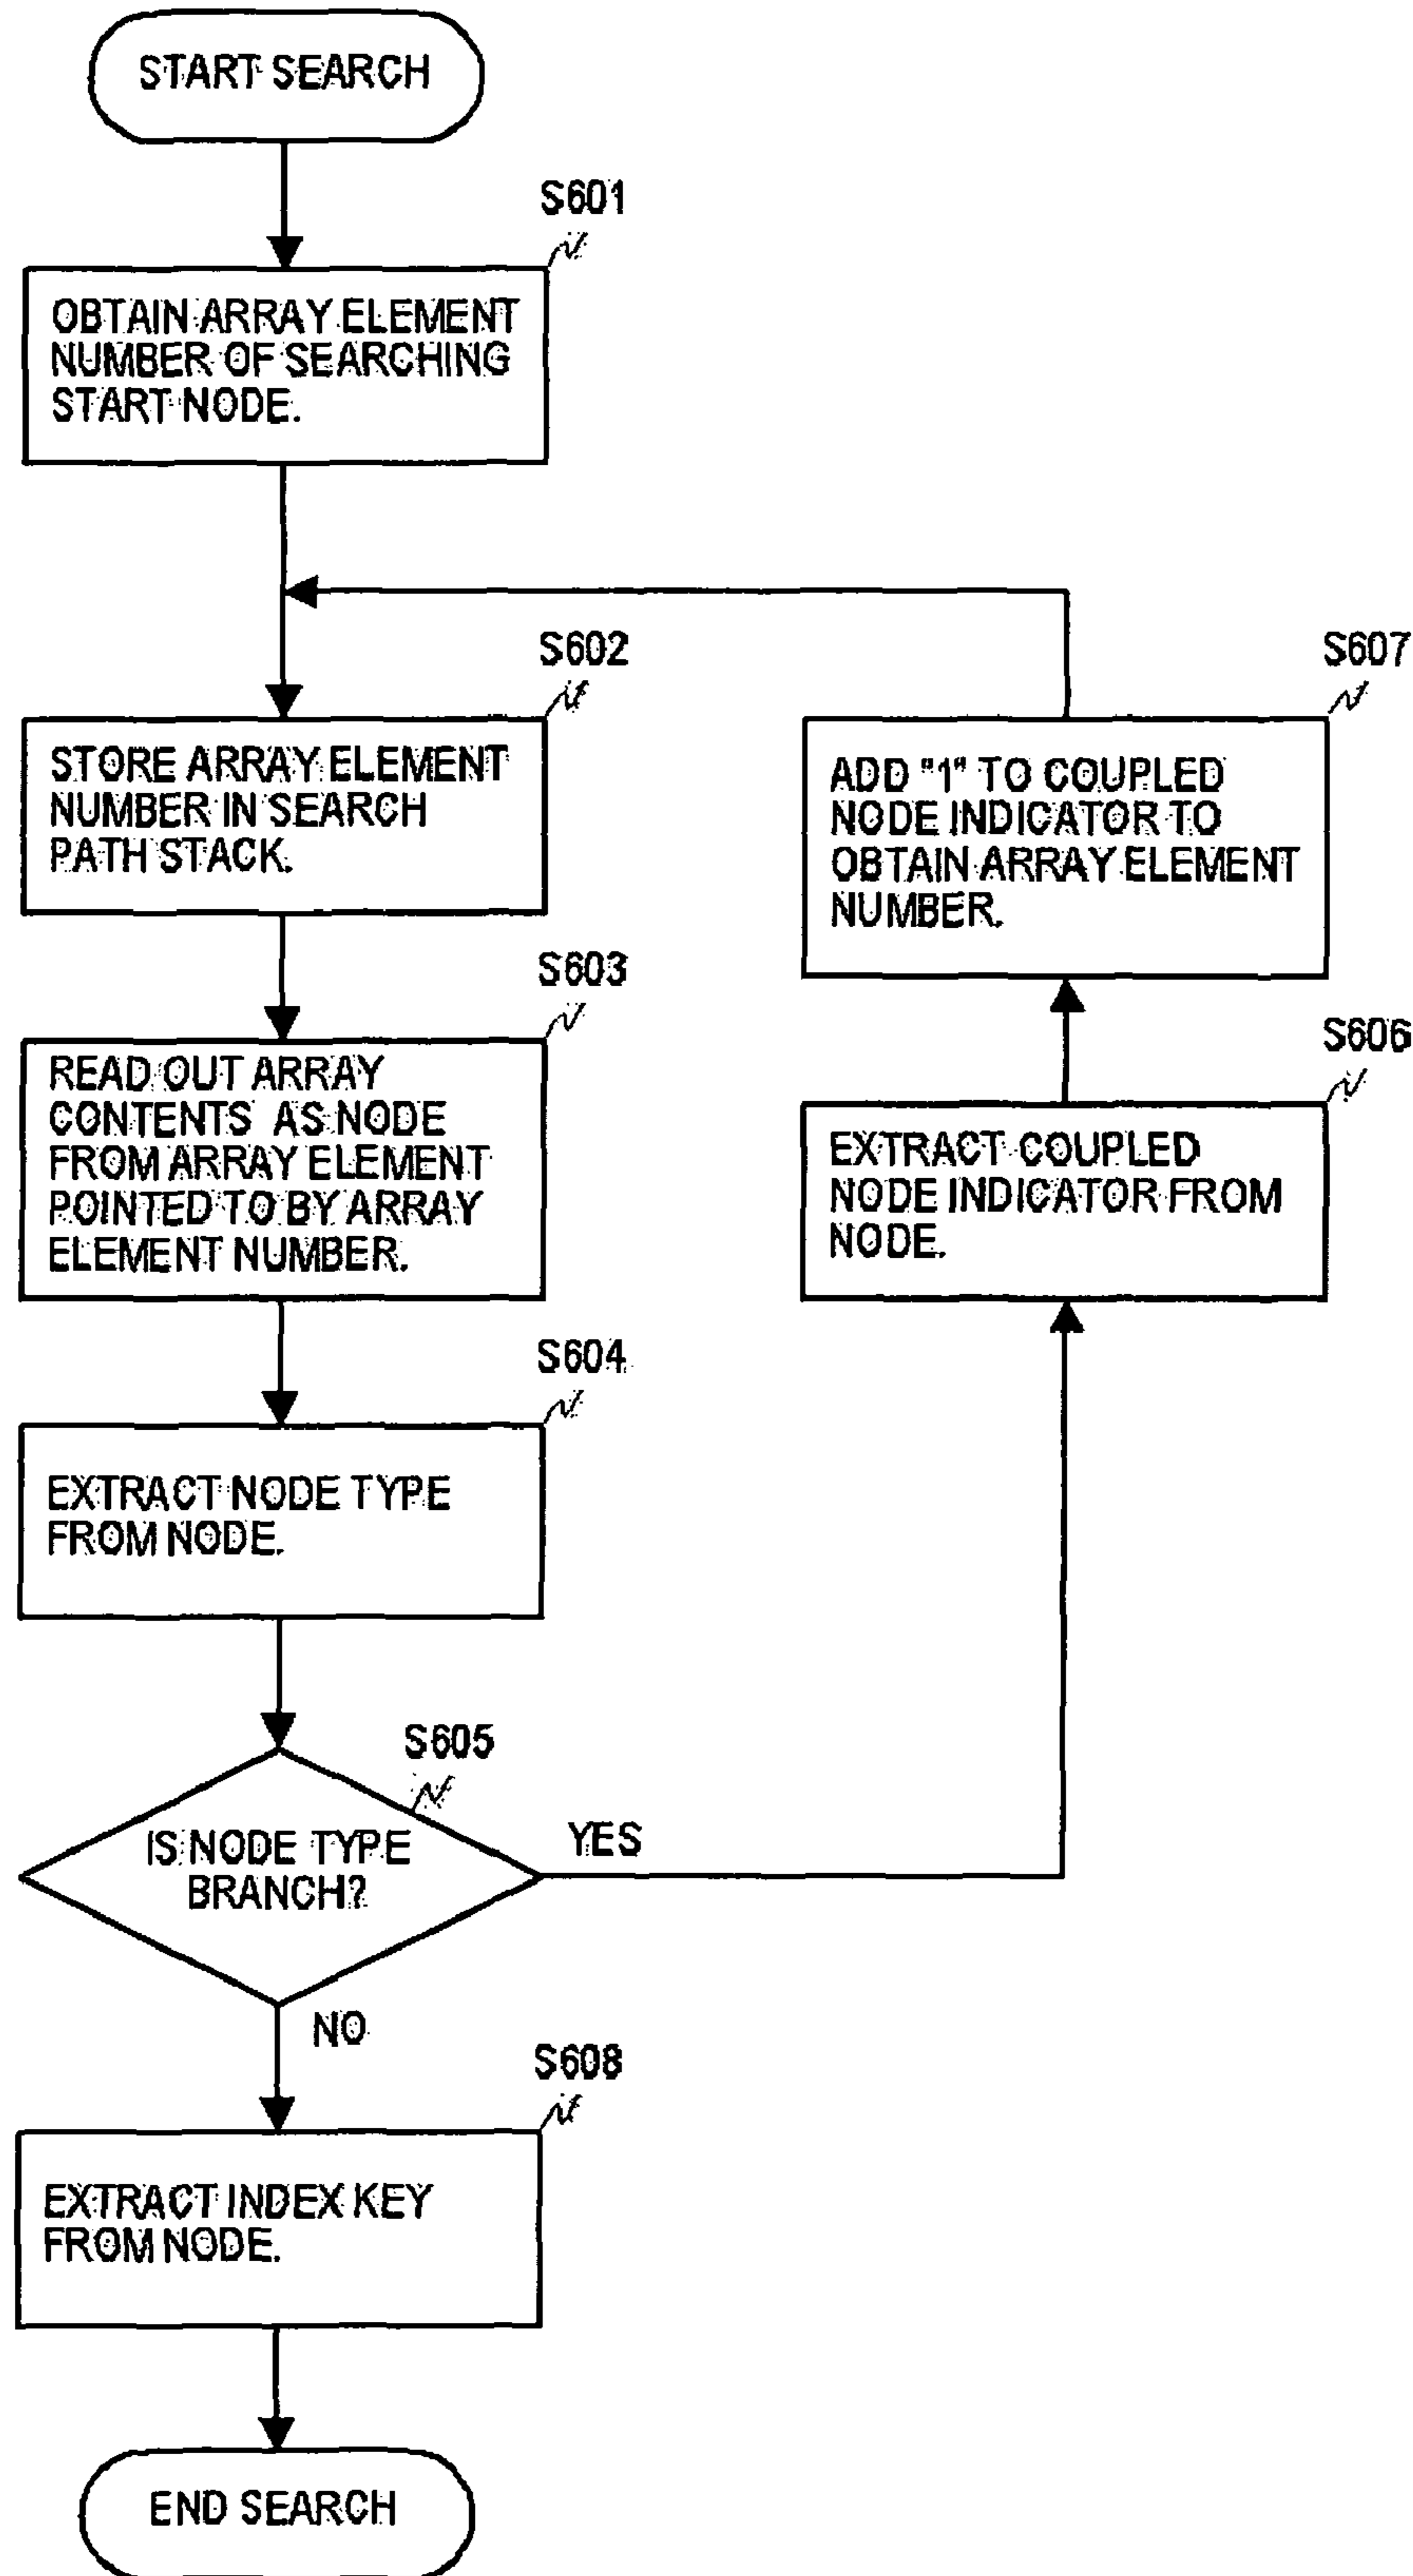 START SEARCH
S601
OBTAIN ARRAY ELEMENT
NUMBER OF SEARCHING
START NODE.
S602
STORE ARRAY ELEMENT
NUMBER IN SEARCH
PATH STACK.
S603
READ OUT ARRAY
CONTENTS AS NODE
FROM ARRAY ELEMENT
POINTED TO BY ARRAY
ELEMENT NUMBER.
S604
EXTRACT NODE TYPE
FROM NODE.
S605
IS NODE TYPE
BRANCH?
YES
NO
S606
EXTRACT COUPLED
NODE INDICATOR FROM
NODE.
S607
ADD "1" TO COUPLED
NODE INDICATOR TO
OBTAIN ARRAY ELEMENT
NUMBER.
S608
EXTRACT INDEX KEY
FROM NODE.
END SEARCH